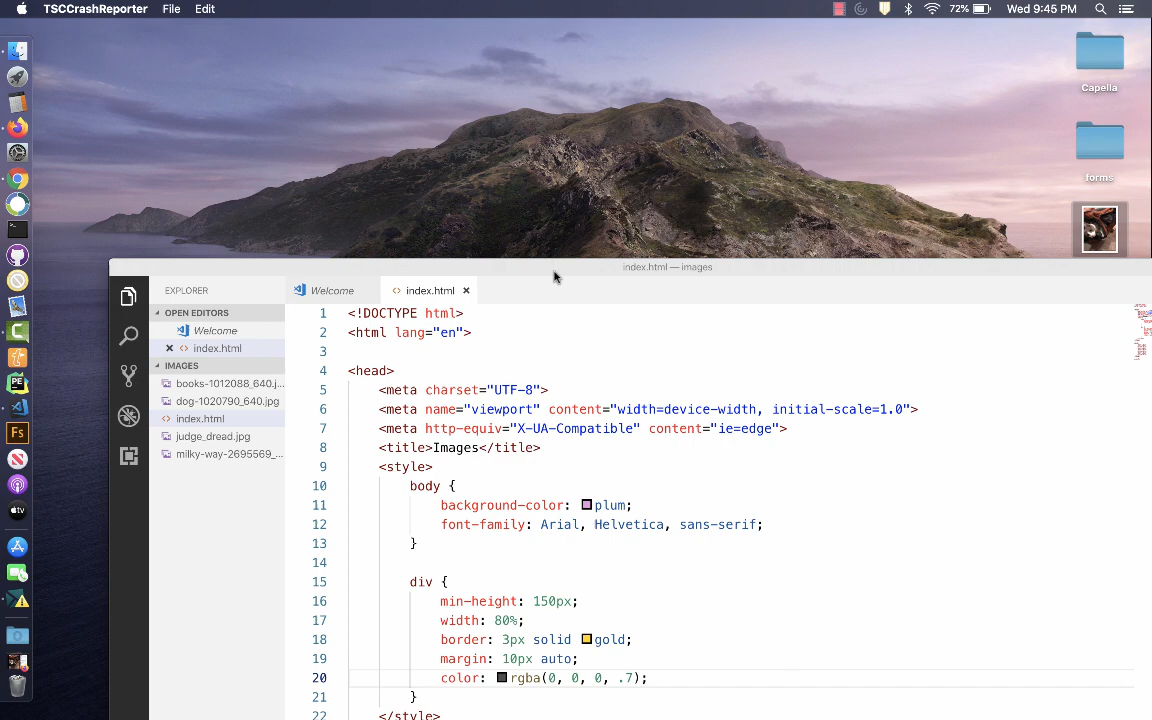 TSCCrashReporter File Edit
72% Wed 9:45 PM
Capella
forms
index.html — images
EXPLORER
OPEN EDITORS
Welcome
index.html
IMAGES
books-1012088_640.j...
dog-1020790_640.jpg
index.html
judge_dread.jpg
milky-way-2695569_...
Welcome index.html
1 <!DOCTYPE html>
2 <html lang="en">
3
4 <head>
5 <meta charset="UTF-8">
6 <meta name="viewport" content="width=device-width, initial-scale=1.0">
7 <meta http-equiv="X-UA-Compatible" content="ie=edge">
8 <title>Images</title>
9 <style>
10 body {
11 background-color: plum;
12 font-family: Arial, Helvetica, sans-serif;
13 }
14
15 div {
16 min-height: 150px;
17 width: 80%;
18 border: 3px solid gold;
19 margin: 10px auto;
20 color: rgba(0, 0, 0, .7);
21 }
22 </style>
Fs
PE
tv